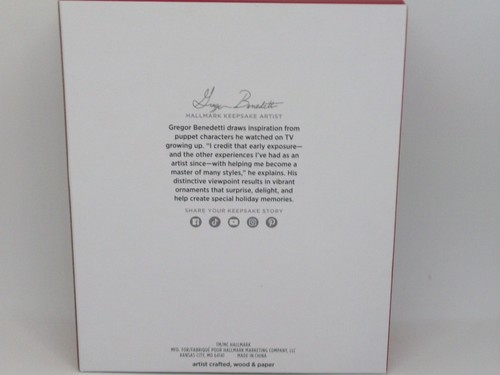 Gregor Benedetti
HALLMARK KEEPSAKE ARTIST
Gregor Benedetti draws inspiration from
puppet characters he watched on TV
growing up. "I credit that early exposure—
and the other experiences I've had as an
artist since—with helping me become a
master of many styles," he explains. His
distinctive viewpoint results in vibrant
ornaments that surprise, delight, and
help create special holiday memories.
SHARE YOUR KEEPSAKE STORY
TM/MC HALLMARK
MFD. FOR/FABRIQUÉ POUR HALLMARK MARKETING COMPANY, LLC
KANSAS CITY, MO 64141 MADE IN CHINA
artist crafted, wood & paper